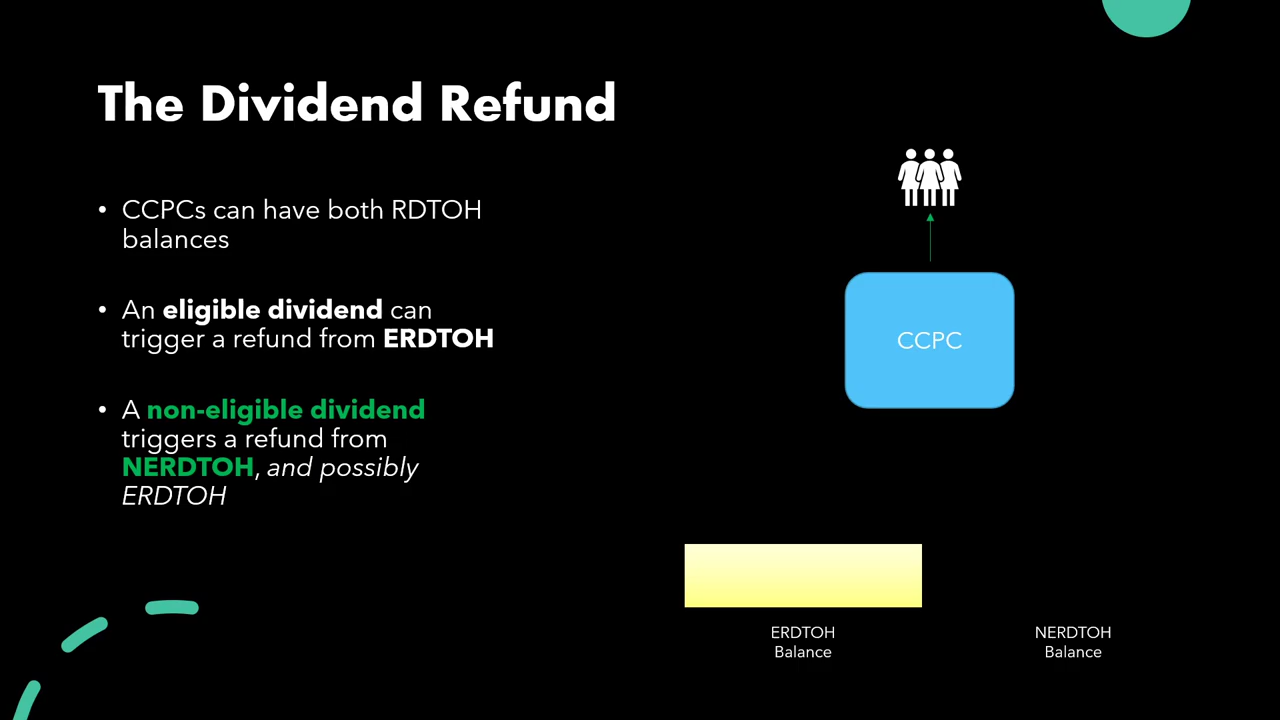 The Dividend Refund
• CCPCs can have both RDTOH
balances
• An eligible dividend can
trigger a refund from ERDTOH
• A non-eligible dividend
triggers a refund from
NERDTOH, and possibly
ERDTOH
CCPC
ERDTOH
Balance
NERDTOH
Balance